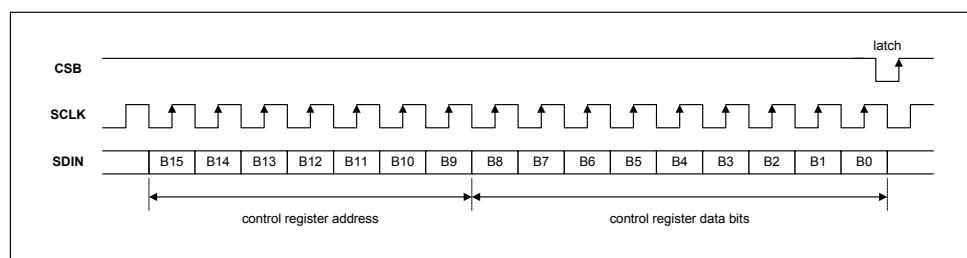 latch
CSB
SCLK
SDIN B15 B14 B13 B12 B11 B10 B9 B8 B7 B6 B5 B4 B3 B2 B1 B0
control register address control register data bits